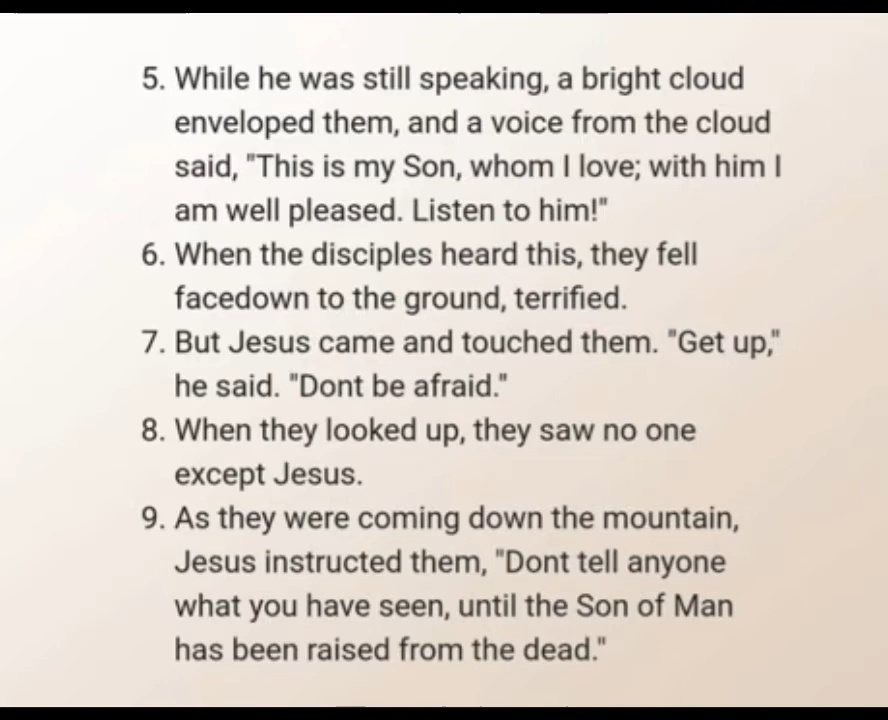 5. While he was still speaking, a bright cloud
enveloped them, and a voice from the cloud
said, "This is my Son, whom I love; with him I
am well pleased. Listen to him!"
6. When the disciples heard this, they fell
facedown to the ground, terrified.
7. But Jesus came and touched them. "Get up,"
he said. "Dont be afraid."
8. When they looked up, they saw no one
except Jesus.
9. As they were coming down the mountain,
Jesus instructed them, "Dont tell anyone
what you have seen, until the Son of Man
has been raised from the dead."